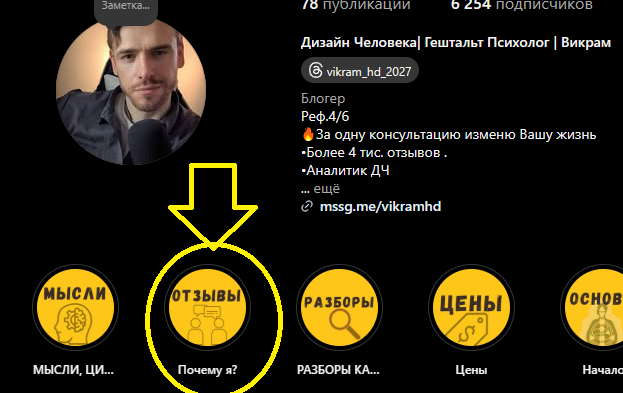 Заметка...
78 публикации 6 254 подписчиков
Дизайн Человека| Гештальт Психолог | Викрам
vikram_hd_2027
Блогер
Реф.4/6
🔥За одну консультацию изменю Вашу жизнь
•Более 4 тис. отзывов .
•Аналитик ДЧ
... ещё
mssg.me/vikramhd
МЫСЛИ
ОТЗЫВЫ
РАЗБОРЫ
ЦЕНЫ
ОСНОВ
МЫСЛИ, ЦИ...
Почему я?
РАЗБОРЫ КА...
Цены
Начало